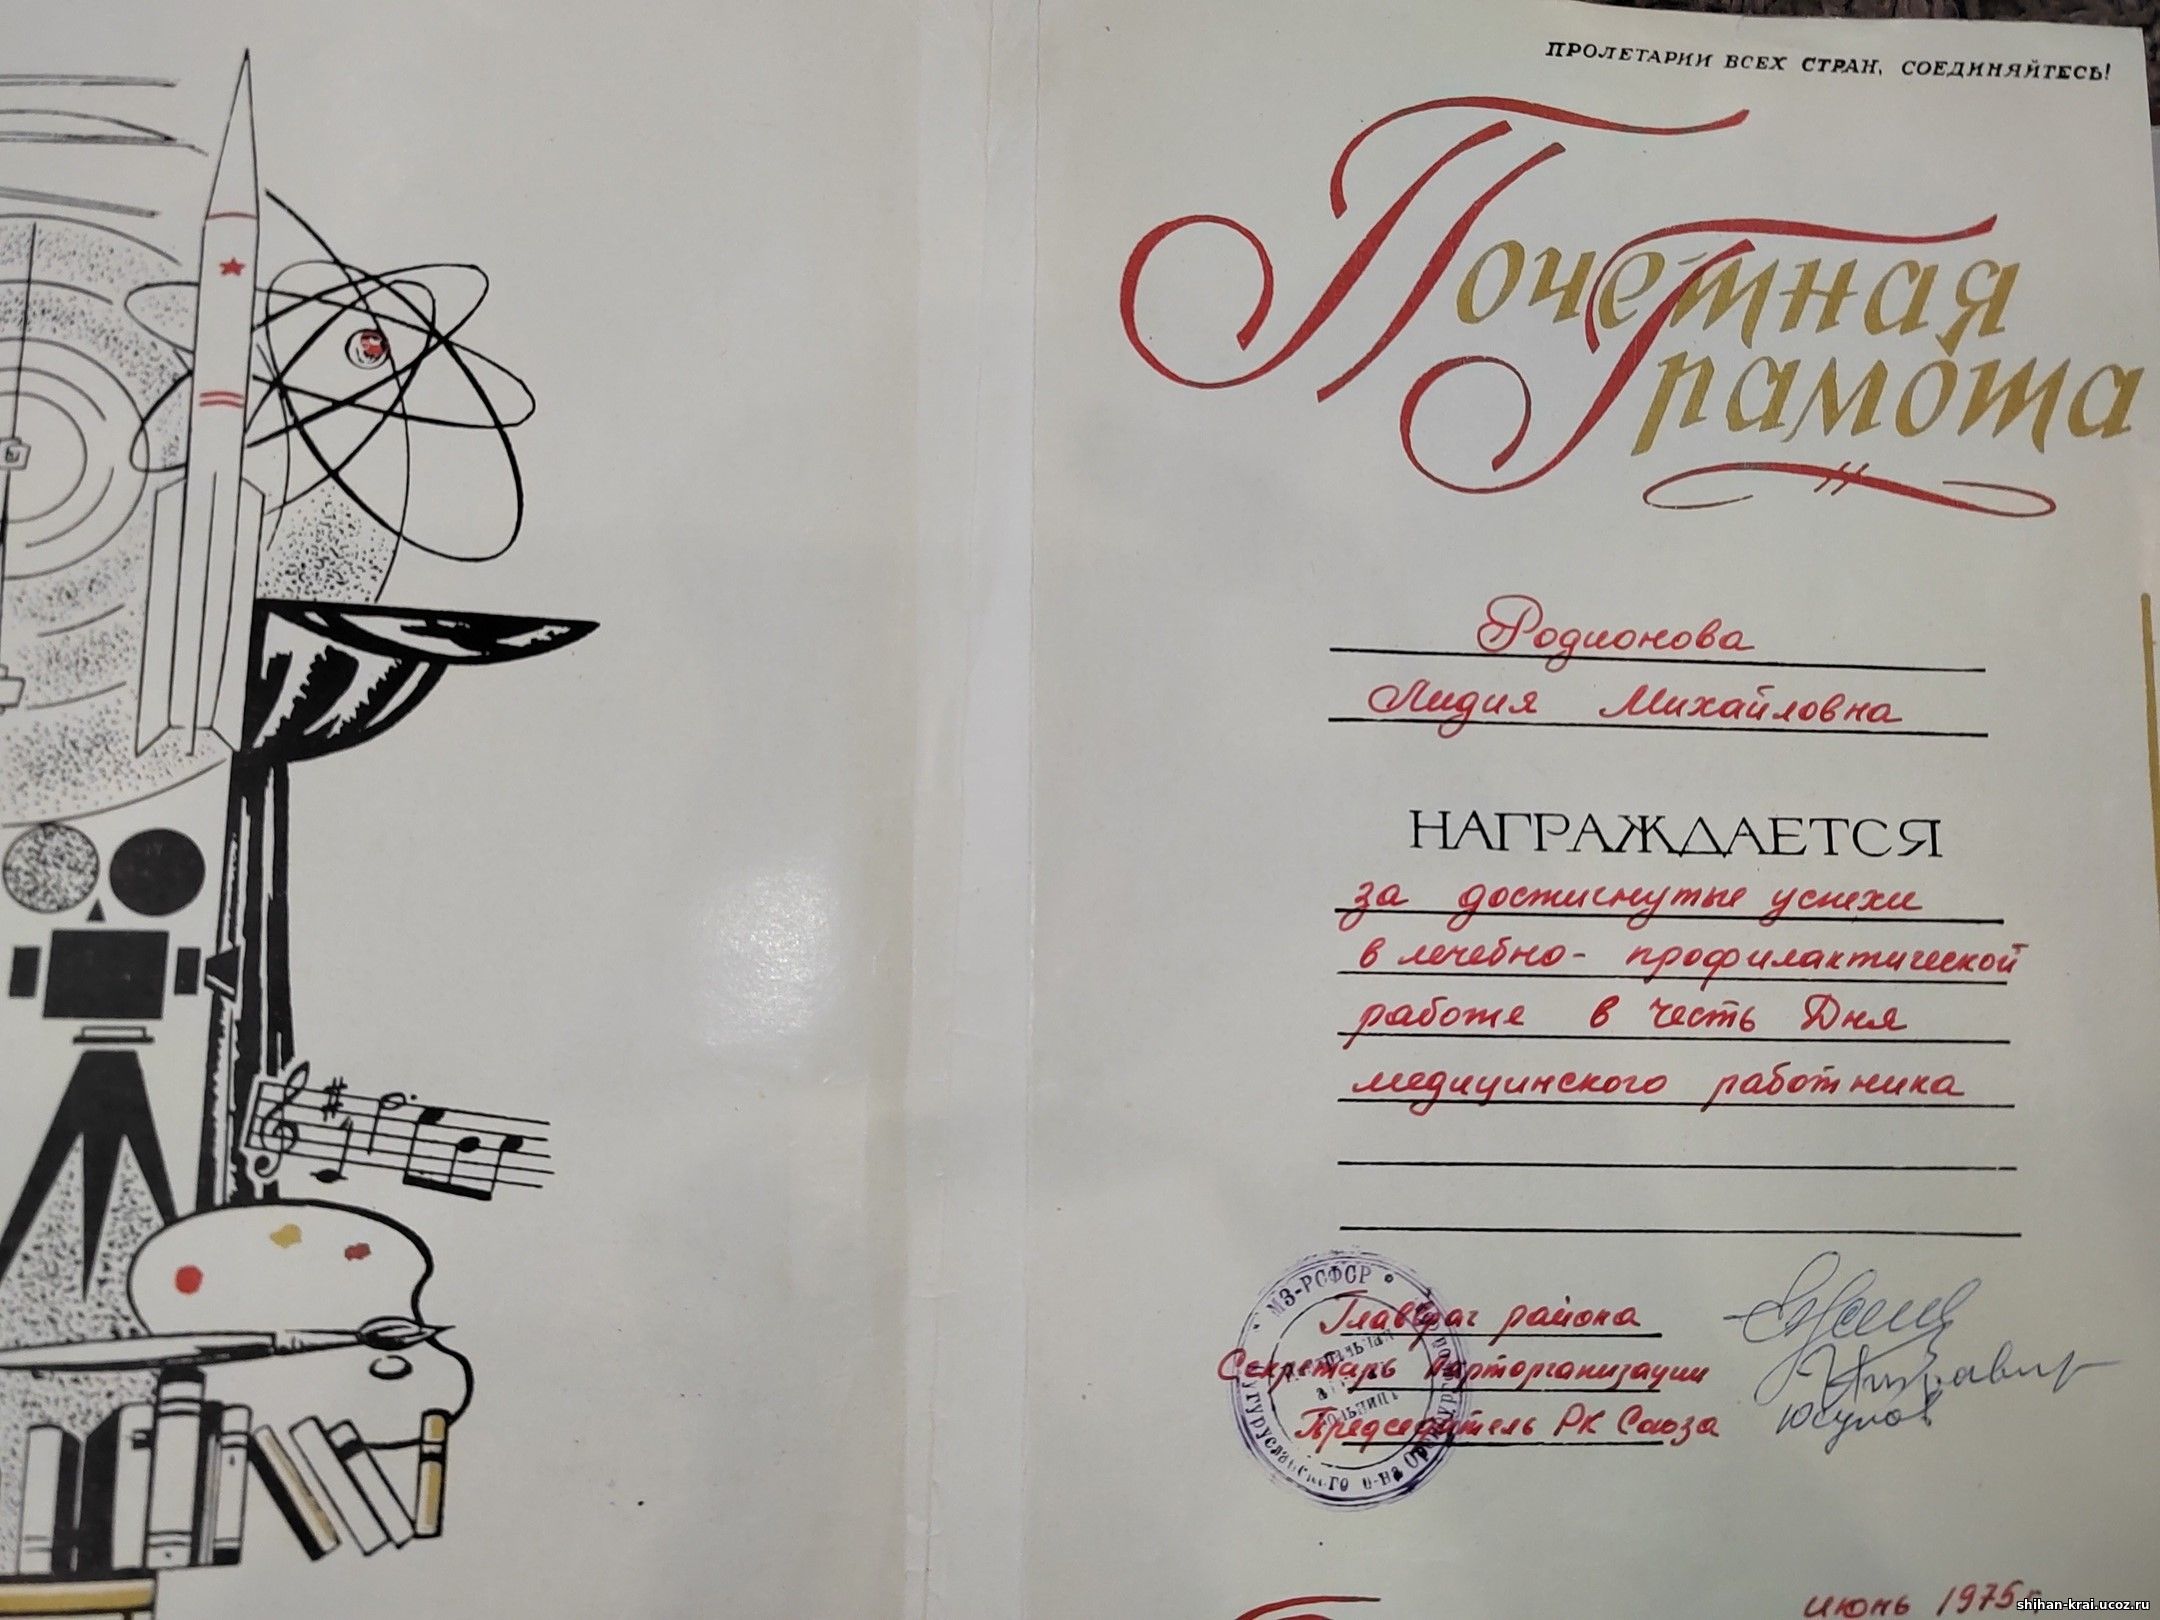 ПРОЛЕТАРИИ ВСЕХ СТРАН, СОЕДИНЯЙТЕСЬ!
Почетная
Грамота
Родионова
Лидия Михайловна
НАГРАЖДАЕТСЯ
за достигнутые успехи
в лечебно- профилактической
работе в честь Дня
медицинского работника
МЗ-РСФСР
Главврач района
Секретарь парторганизации
Председатель РК Союза
Юсупов
июнь 1975г
shihan-krai.ucoz.ru